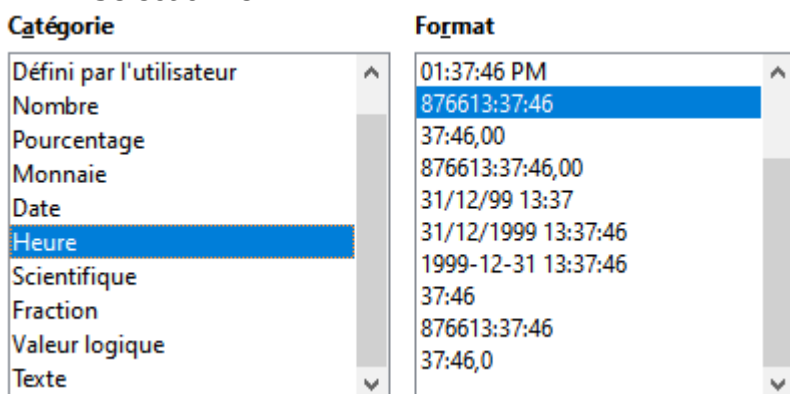 Catégorie
Défini par l'utilisateur
Nombre
Pourcentage
Monnaie
Date
Heure
Scientifique
Fraction
Valeur logique
Texte
Format
01:37:46 PM
876613:37:46
37:46,00
876613:37:46,00
31/12/99 13:37
31/12/1999 13:37:46
1999-12-31 13:37:46
37:46
876613:37:46
37:46,0